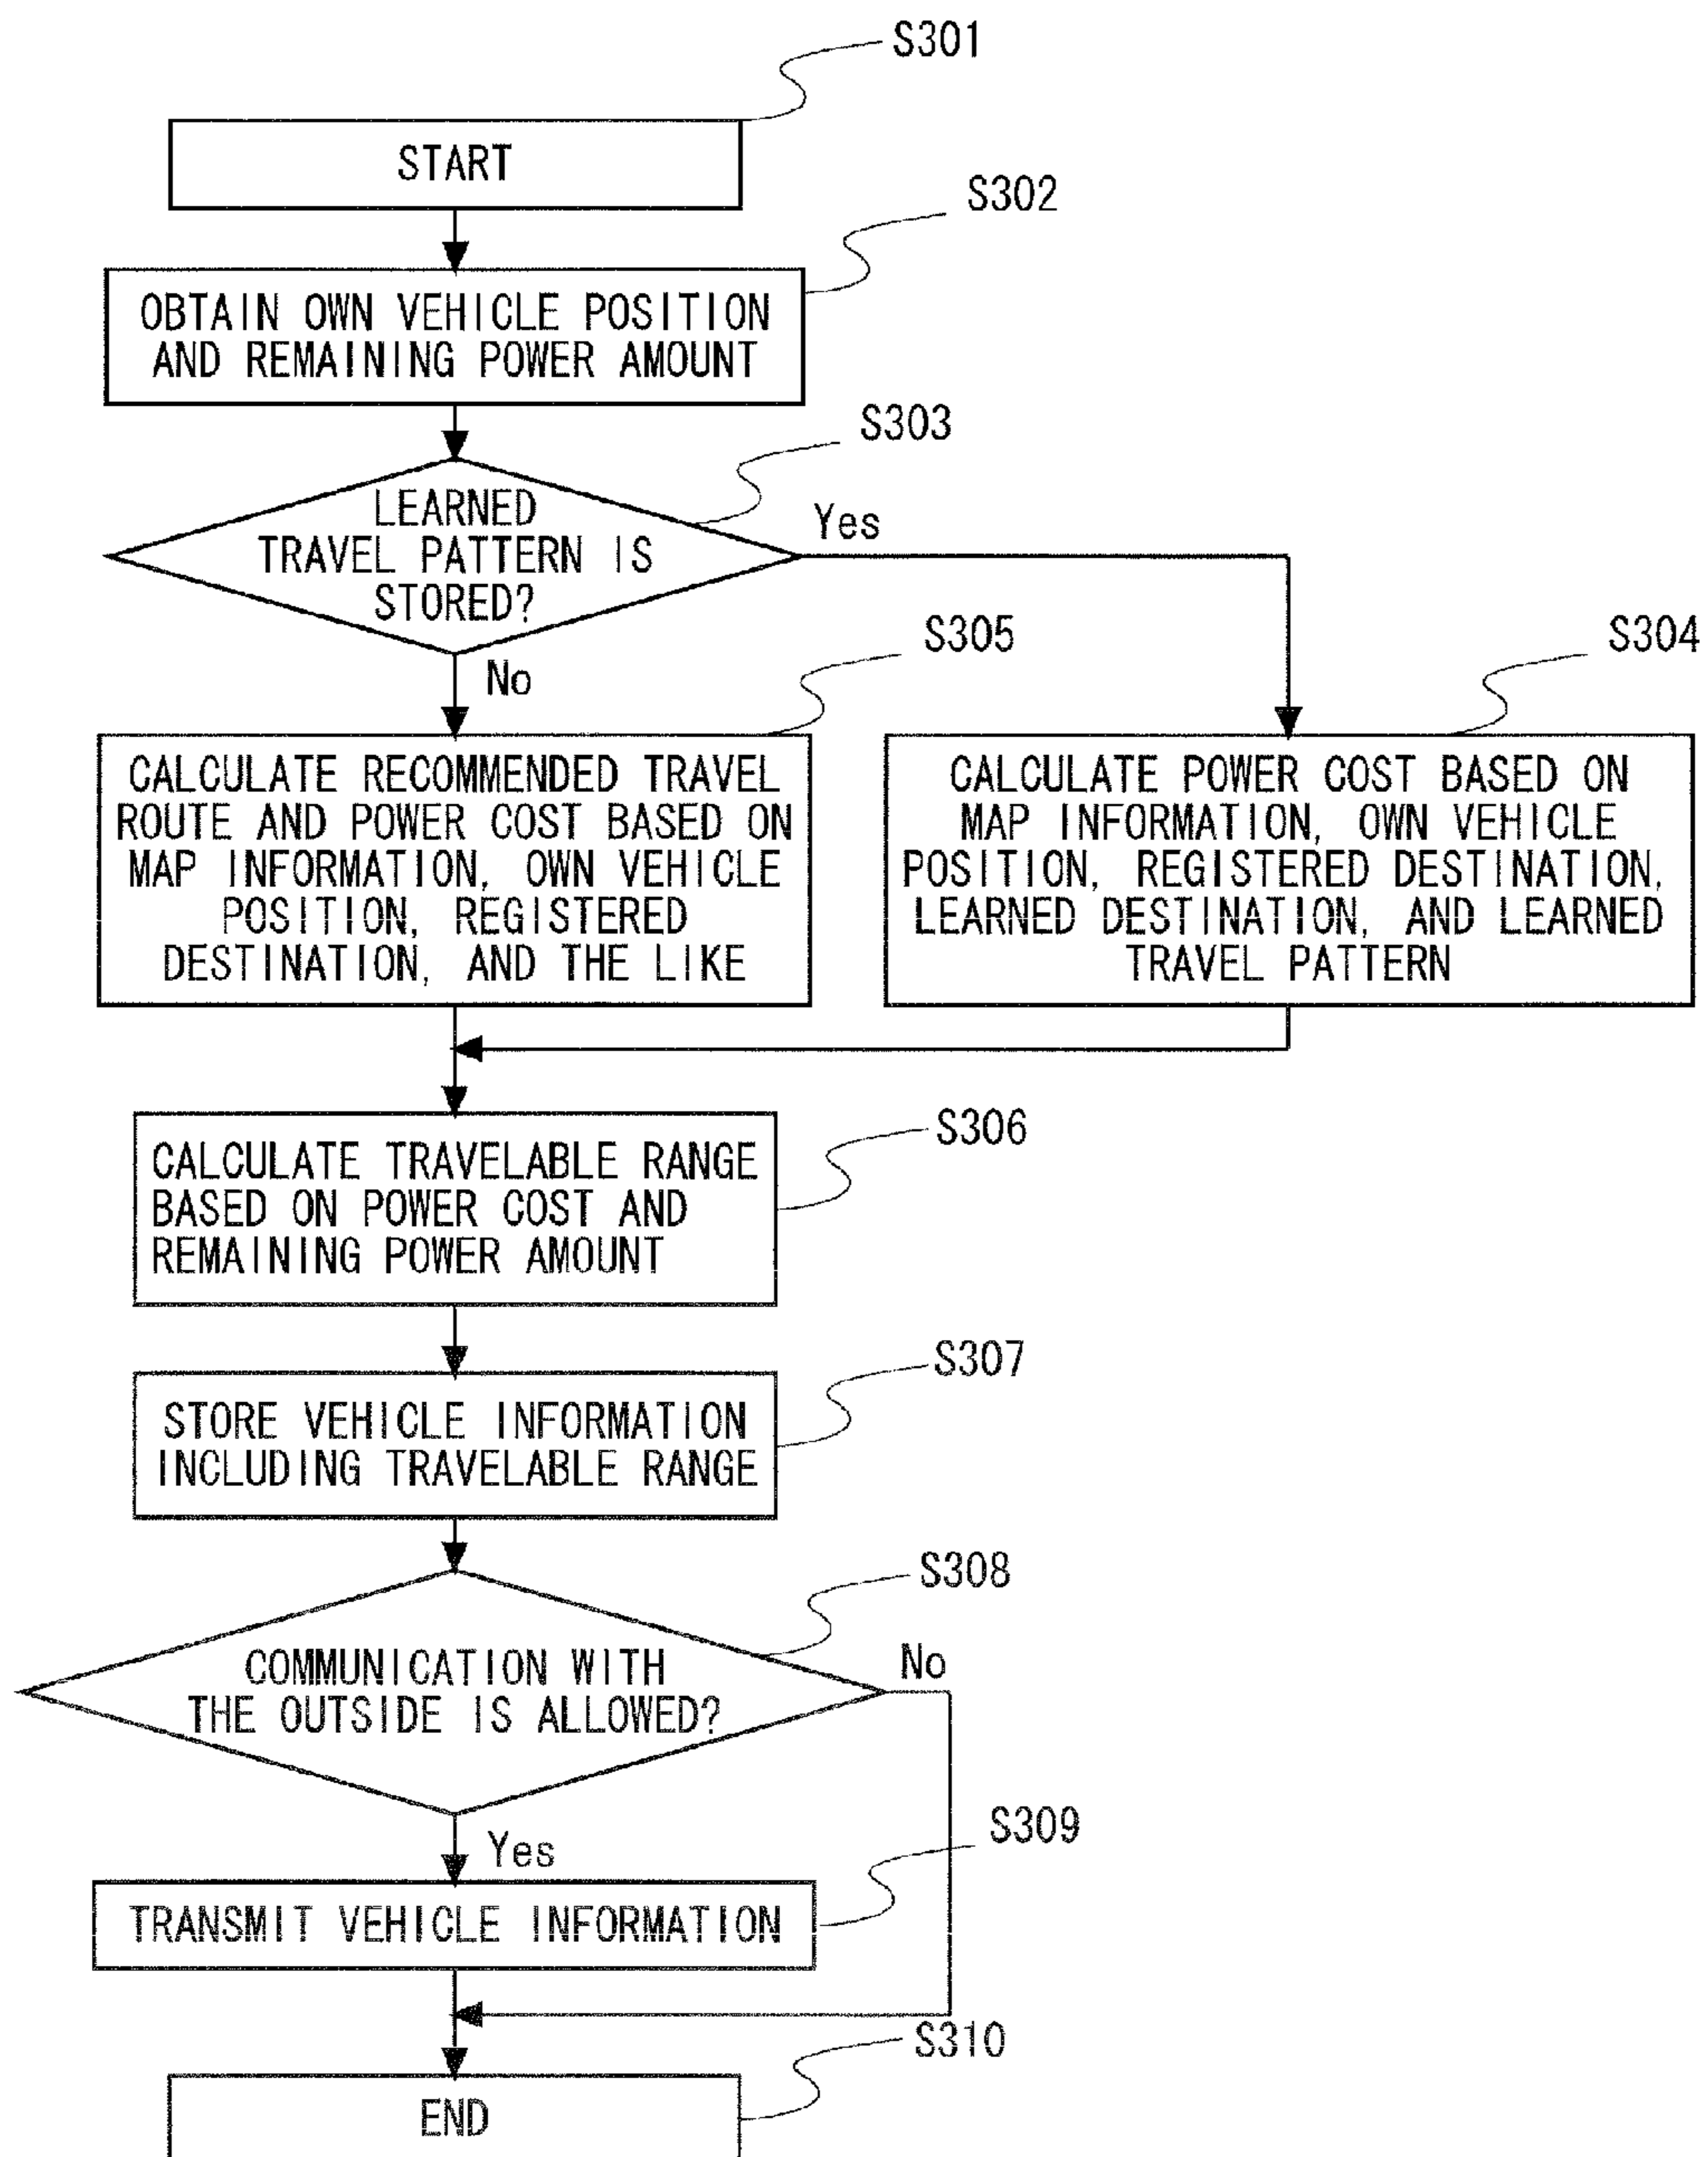 S301
START
S302
OBTAIN OWN VEHICLE POSITION
AND REMAINING POWER AMOUNT
S303
LEARNED
TRAVEL PATTERN IS
STORED?
Yes
No
S305
S304
CALCULATE RECOMMENDED TRAVEL
ROUTE AND POWER COST BASED ON
MAP INFORMATION, OWN VEHICLE
POSITION, REGISTERED
DESTINATION, AND THE LIKE
CALCULATE POWER COST BASED ON
MAP INFORMATION, OWN VEHICLE
POSITION, REGISTERED DESTINATION,
LEARNED DESTINATION, AND LEARNED
TRAVEL PATTERN
S306
CALCULATE TRAVELABLE RANGE
BASED ON POWER COST AND
REMAINING POWER AMOUNT
S307
STORE VEHICLE INFORMATION
INCLUDING TRAVELABLE RANGE
S308
COMMUNICATION WITH
THE OUTSIDE IS ALLOWED?
No
Yes
S309
TRANSMIT VEHICLE INFORMATION
S310
END